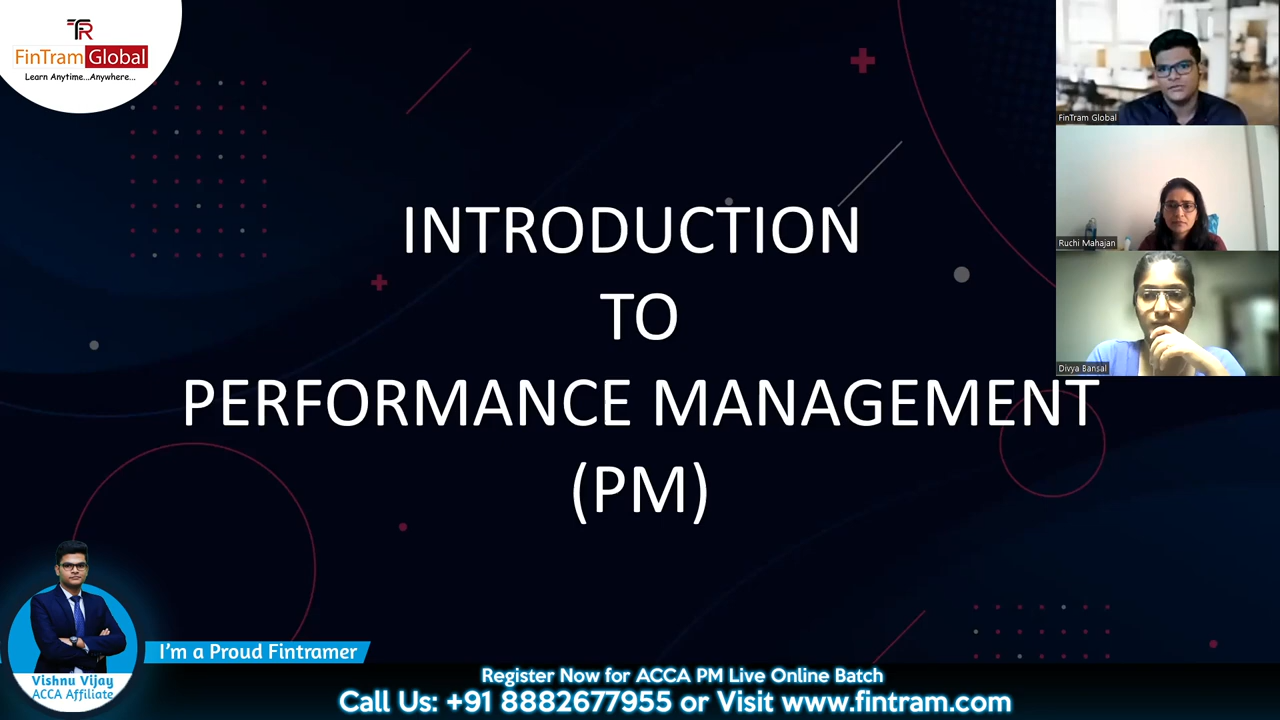 FR
FinTram Global
Learn Anytime...Anywhere...
INTRODUCTION
TO
PERFORMANCE MANAGEMENT
(PM)
FinTram Global
Ruchi Mahajan
Divya Bansal
I'm a Proud Fintramer
Vishnu Vijay
ACCA Affiliate
Register Now for ACCA PM Live Online Batch
Call Us: +91 8882677955 or Visit www.fintram.com